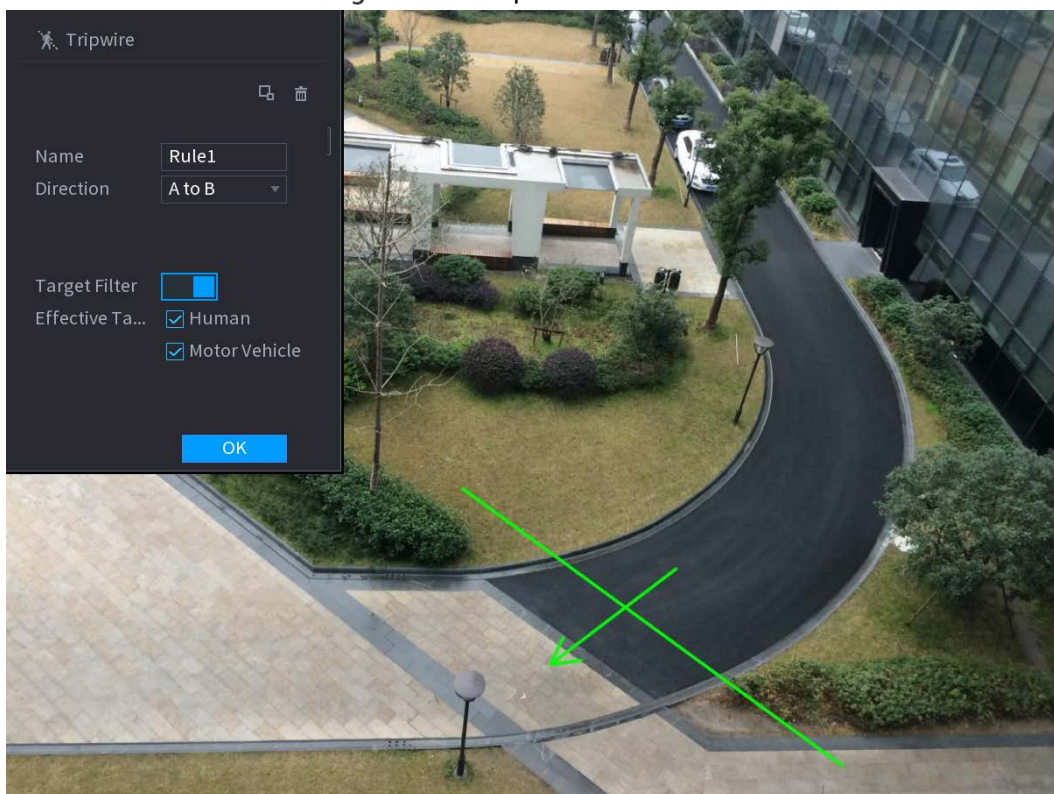 Tripwire
Name Rule1
Direction A to B
Target Filter
Effective Ta... Human
Motor Vehicle
OK